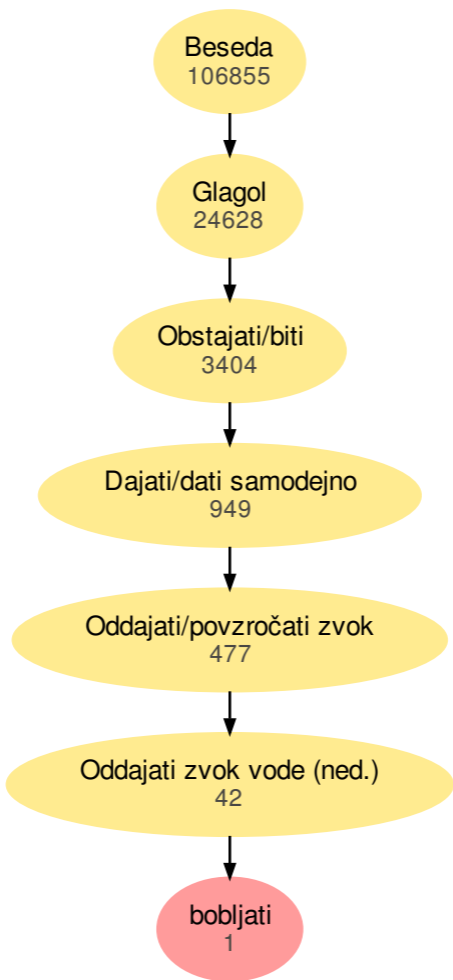 Beseda
106855
Glagol
24628
Obstajati/biti
3404
Dajati/dati samodejno
949
Oddajati/povzročati zvok
477
Oddajati zvok vode (ned.)
42
bobljati
1